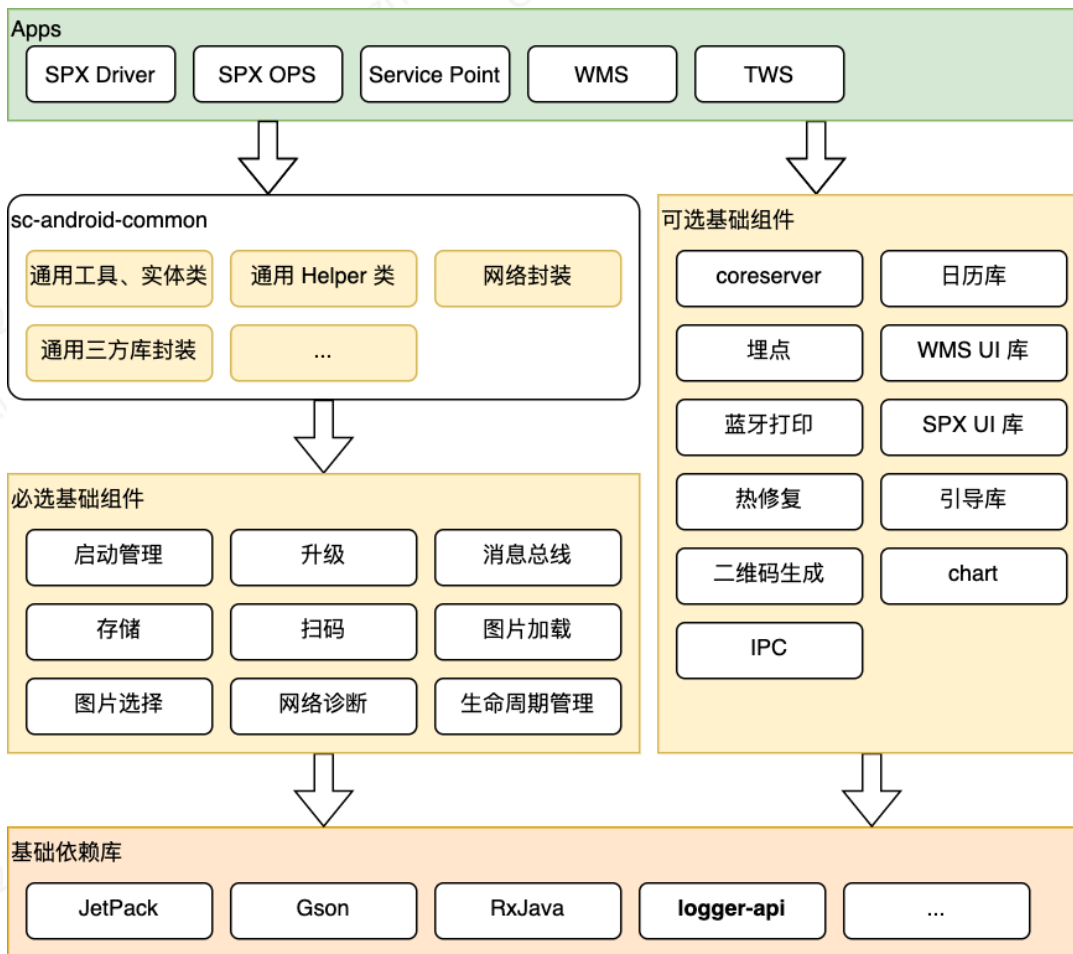 Apps
SPX Driver
SPX OPS
Service Point
WMS
TWS
sc-android-common
通用工具、实体类
通用 Helper 类
网络封装
通用三方库封装
...
可选基础组件
coreserver
日历库
埋点
WMS UI 库
蓝牙打印
SPX UI 库
热修复
引导库
二维码生成
chart
IPC
必选基础组件
启动管理
升级
消息总线
存储
扫码
图片加载
图片选择
网络诊断
生命周期管理
基础依赖库
JetPack
Gson
RxJava
logger-api
...